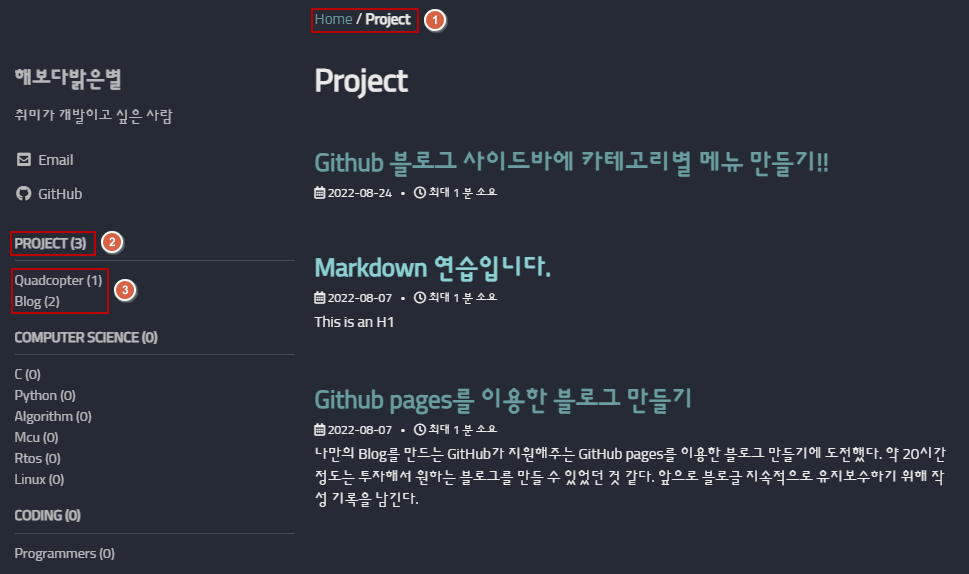 Home / Project
1
해보다밝은별
취미가 개발이고 싶은 사람
Email
GitHub
PROJECT (3)
2
Quadcopter (1)
Blog (2)
3
COMPUTER SCIENCE (0)
C (0)
Python (0)
Algorithm (0)
Mcu (0)
Rtos (0)
Linux (0)
CODING (0)
Programmers (0)
Project
Github 블로그 사이드바에 카테고리별 메뉴 만들기!!
2022-08-24 • 최대 1 분 소요
Markdown 연습입니다.
2022-08-07 • 최대 1 분 소요
This is an H1
Github pages를 이용한 블로그 만들기
2022-08-07 • 최대 1 분 소요
나만의 Blog를 만드는 GitHub가 지원해주는 GitHub pages를 이용한 블로그 만들기에 도전했다. 약 20시간
정도는 투자해서 원하는 블로그를 만들 수 있었던 것 같다. 앞으로 블로글 지속적으로 유지보수하기 위해 작
성 기록을 남긴다.